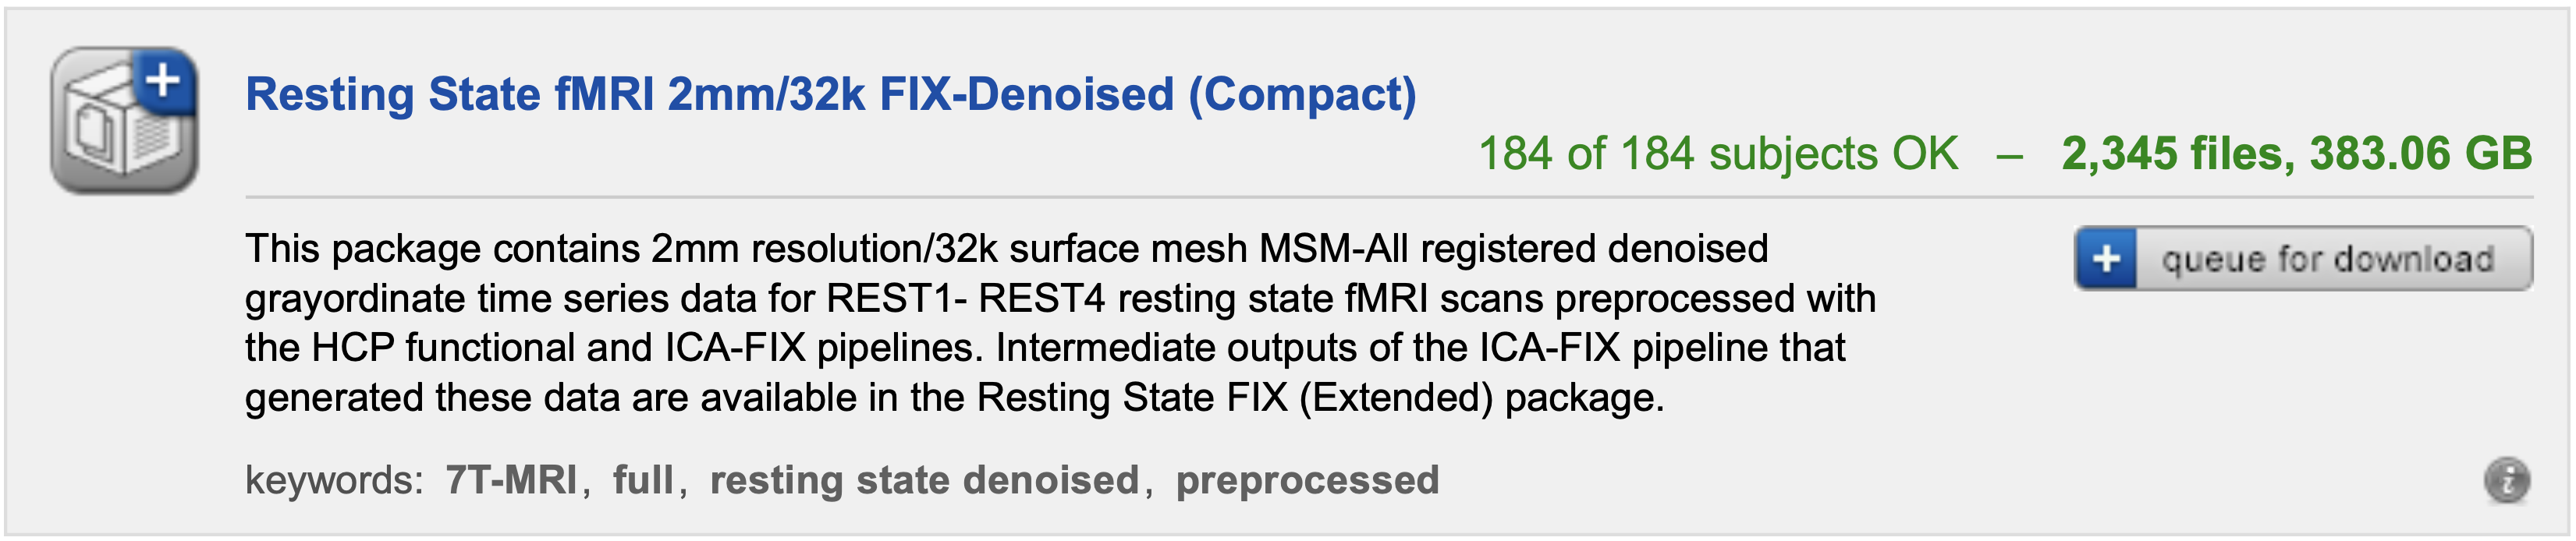 Resting State fMRI 2mm/32k FIX-Denoised (Compact)
184 of 184 subjects OK – 2,345 files, 383.06 GB
This package contains 2mm resolution/32k surface mesh MSM-All registered denoised
grayordinate time series data for REST1- REST4 resting state fMRI scans preprocessed with
the HCP functional and ICA-FIX pipelines. Intermediate outputs of the ICA-FIX pipeline that
generated these data are available in the Resting State FIX (Extended) package.
queue for download
keywords: 7T-MRI, full, resting state denoised, preprocessed